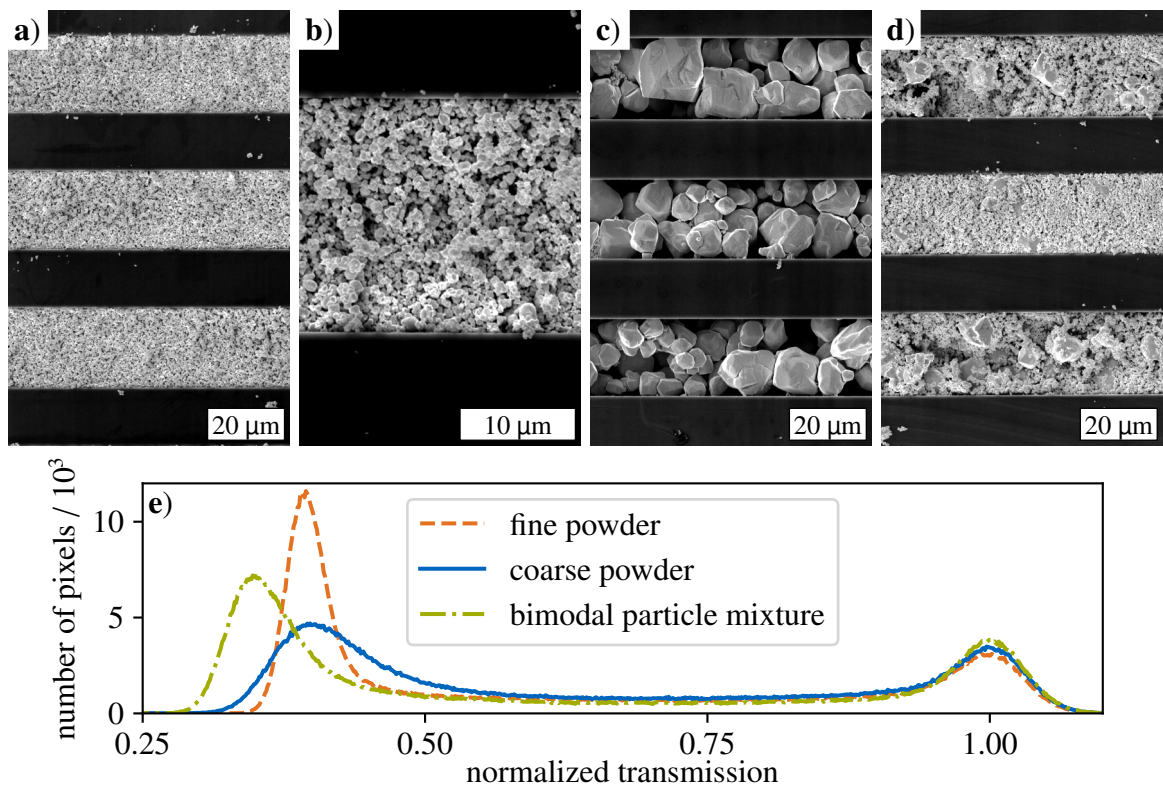 a)
b)
c)
d)
20 μm
10 μm
20 μm
20 μm
e)
number of pixels / 10³
10
5
0
fine powder
coarse powder
bimodal particle mixture
0.25
0.50
0.75
1.00
normalized transmission